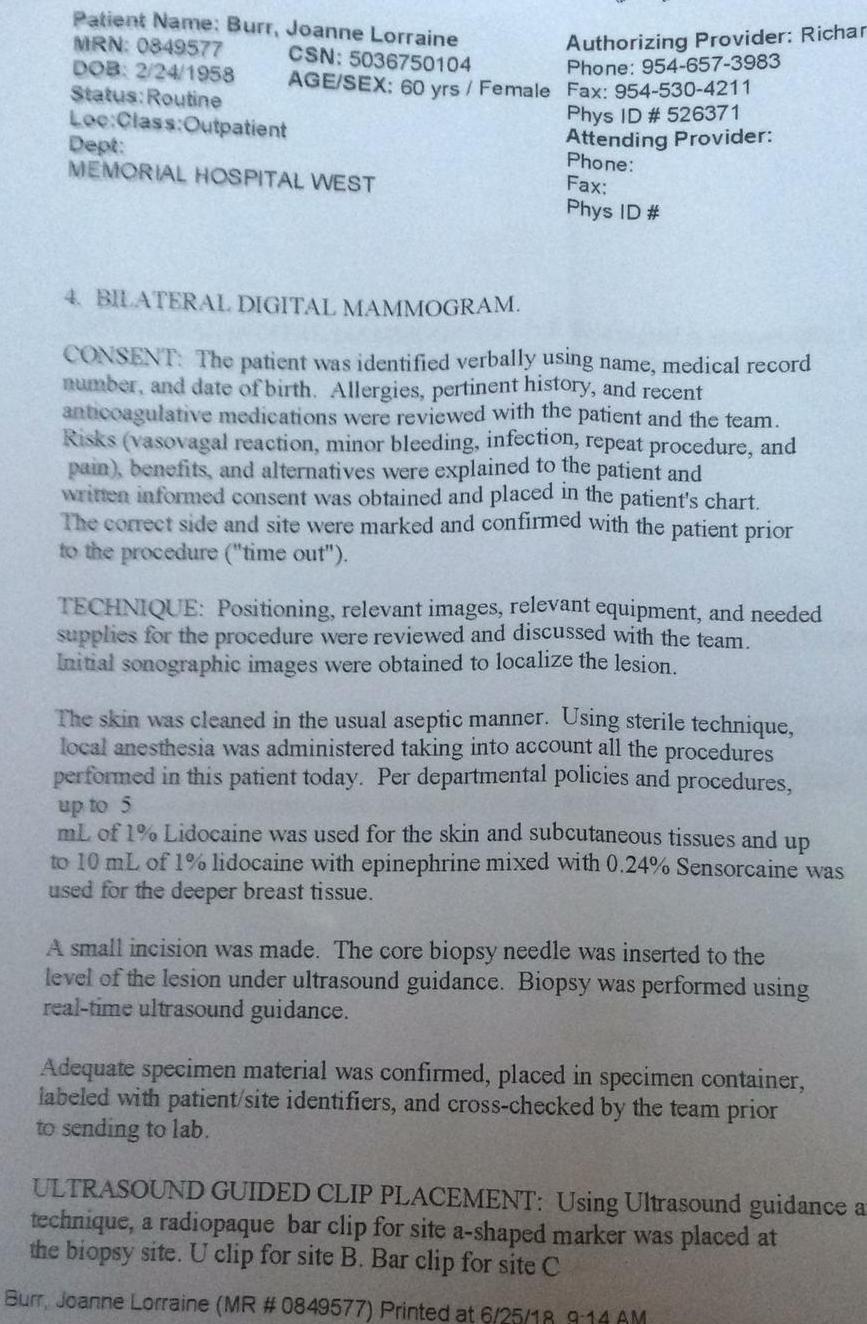 Patient Name: Burr, Joanne Lorraine
MRN: 0849577 CSN: 5036750104
DOB: 2/24/1958 AGE/SEX: 60 yrs / Female
Status: Routine
Loc:Class:Outpatient
Dept:
MEMORIAL HOSPITAL WEST
Authorizing Provider: Richar
Phone: 954-657-3983
Fax: 954-530-4211
Phys ID # 526371
Attending Provider:
Phone:
Fax:
Phys ID #
4. BILATERAL DIGITAL MAMMOGRAM.
CONSENT: The patient was identified verbally using name, medical record
number, and date of birth. Allergies, pertinent history, and recent
anticoagulative medications were reviewed with the patient and the team.
Risks (vasovagal reaction, minor bleeding, infection, repeat procedure, and
pain), benefits, and alternatives were explained to the patient and
written informed consent was obtained and placed in the patient's chart.
The correct side and site were marked and confirmed with the patient prior
to the procedure ("time out").
TECHNIQUE: Positioning, relevant images, relevant equipment, and needed
supplies for the procedure were reviewed and discussed with the team.
Initial sonographic images were obtained to localize the lesion.
The skin was cleaned in the usual aseptic manner. Using sterile technique,
local anesthesia was administered taking into account all the procedures
performed in this patient today. Per departmental policies and procedures,
up to 5
mL of 1% Lidocaine was used for the skin and subcutaneous tissues and up
to 10 mL of 1% lidocaine with epinephrine mixed with 0.24% Sensorcaine was
used for the deeper breast tissue.
A small incision was made. The core biopsy needle was inserted to the
level of the lesion under ultrasound guidance. Biopsy was performed using
real-time ultrasound guidance.
Adequate specimen material was confirmed, placed in specimen container,
labeled with patient/site identifiers, and cross-checked by the team prior
to sending to lab.
ULTRASOUND GUIDED CLIP PLACEMENT: Using Ultrasound guidance a
technique, a radiopaque bar clip for site a-shaped marker was placed at
the biopsy site. U clip for site B. Bar clip for site C
Burr, Joanne Lorraine (MR # 0849577) Printed at 6/25/18 9:14 AM